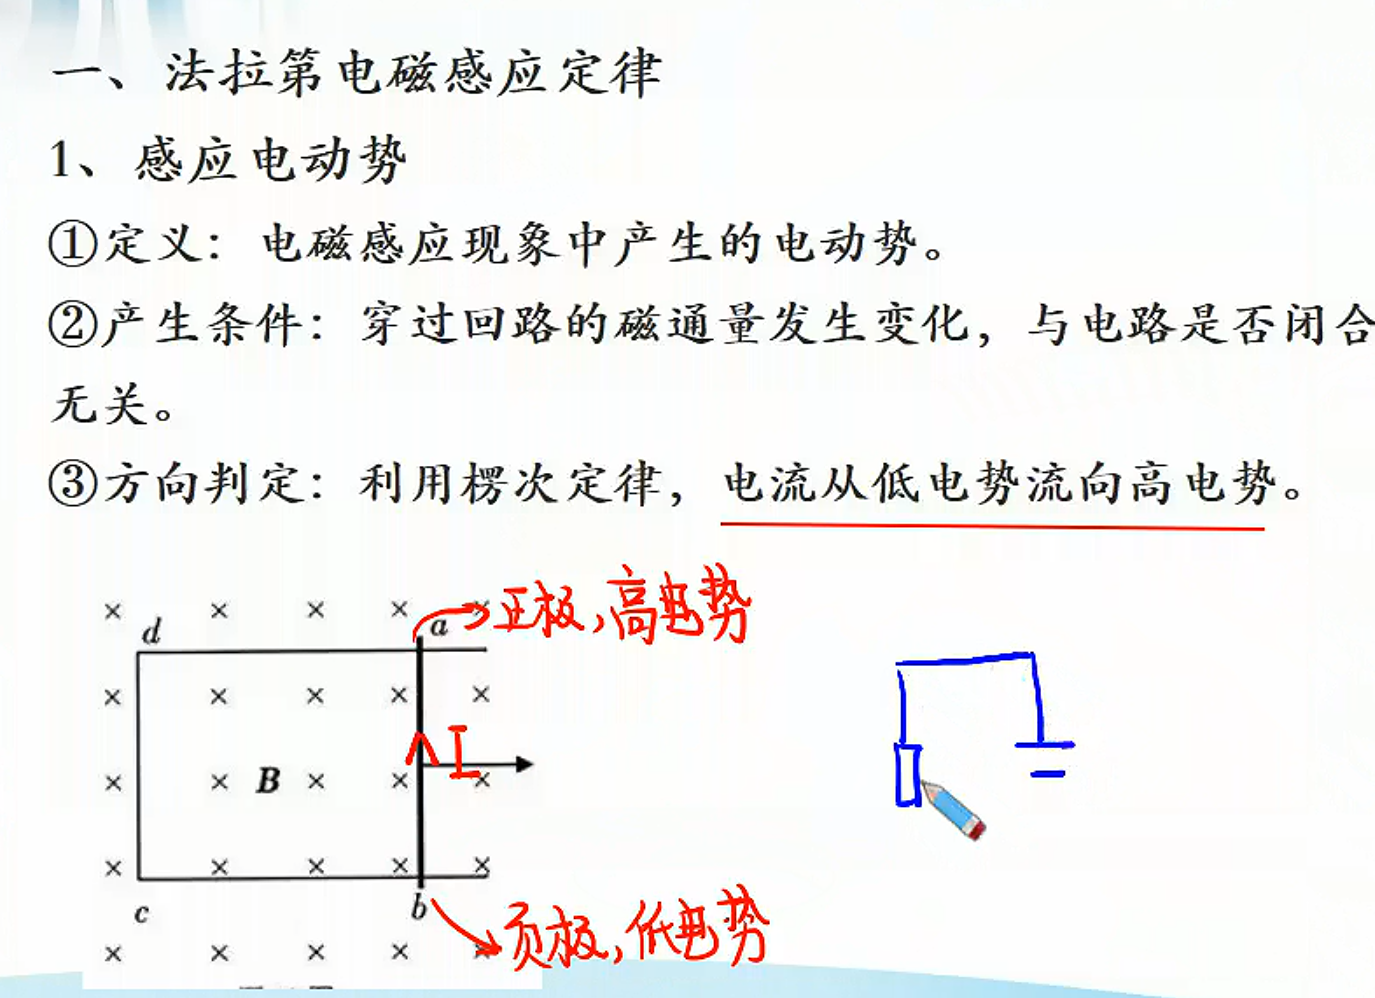 一、法拉第电磁感应定律
1、感应电动势
①定义：电磁感应现象中产生的电动势。
②产生条件：穿过回路的磁通量发生变化，与电路是否闭合
无关。
③方向判定：利用楞次定律，电流从低电势流向高电势。
× × × × ×
d a 正极,高电势
× × × × ×
I
× × B × × ×
× × × × ×
c b 负极,低电势
× × × × ×